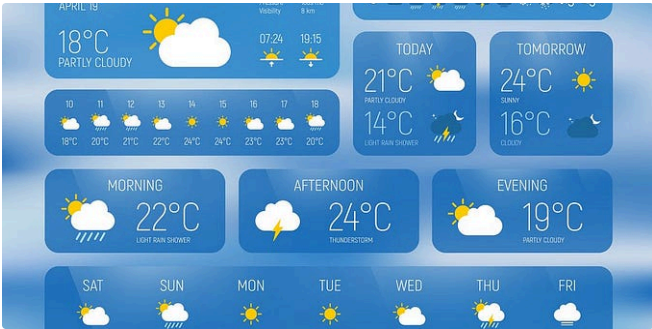 APRIL 19
18°C
PARTLY CLOUDY
Visibility
8 km
07:24 19:15
10 11 12 13 14 15 16 17 18
18°C 20°C 21°C 22°C 24°C 24°C 23°C 23°C 20°C
TODAY
21°C
PARTLY CLOUDY
14°C
LIGHT RAIN SHOWER
TOMORROW
24°C
SUNNY
16°C
CLOUDY
MORNING
22°C
LIGHT RAIN SHOWER
AFTERNOON
24°C
THUNDERSTORM
EVENING
19°C
PARTLY CLOUDY
SAT SUN MON TUE WED THU FRI